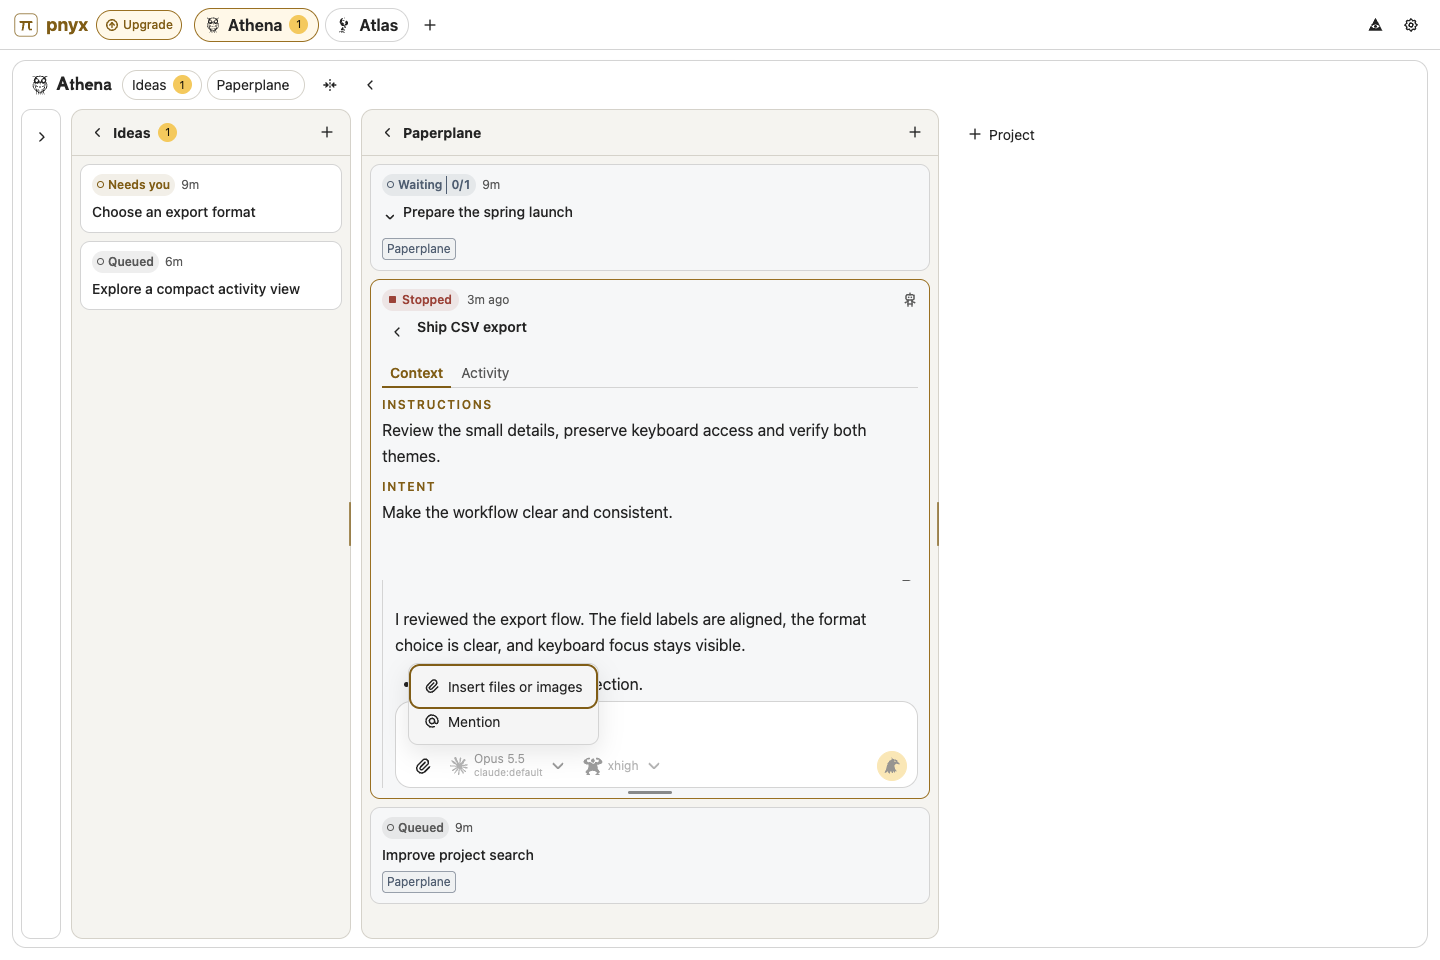 π pnyx Upgrade Athena 1 Atlas
Athena Ideas 1 Paperplane
Ideas 1
Needs you 9m
Choose an export format
Queued 6m
Explore a compact activity view
Paperplane
Waiting 0/1 9m
Prepare the spring launch
Paperplane
Stopped 3m ago
Ship CSV export
Context Activity
INSTRUCTIONS
Review the small details, preserve keyboard access and verify both
themes.
INTENT
Make the workflow clear and consistent.
I reviewed the export flow. The field labels are aligned, the format
choice is clear, and keyboard focus stays visible.
ection.
Insert files or images
@ Mention
Opus 5.5
claude:default
xhigh
Queued 9m
Improve project search
Paperplane
+ Project